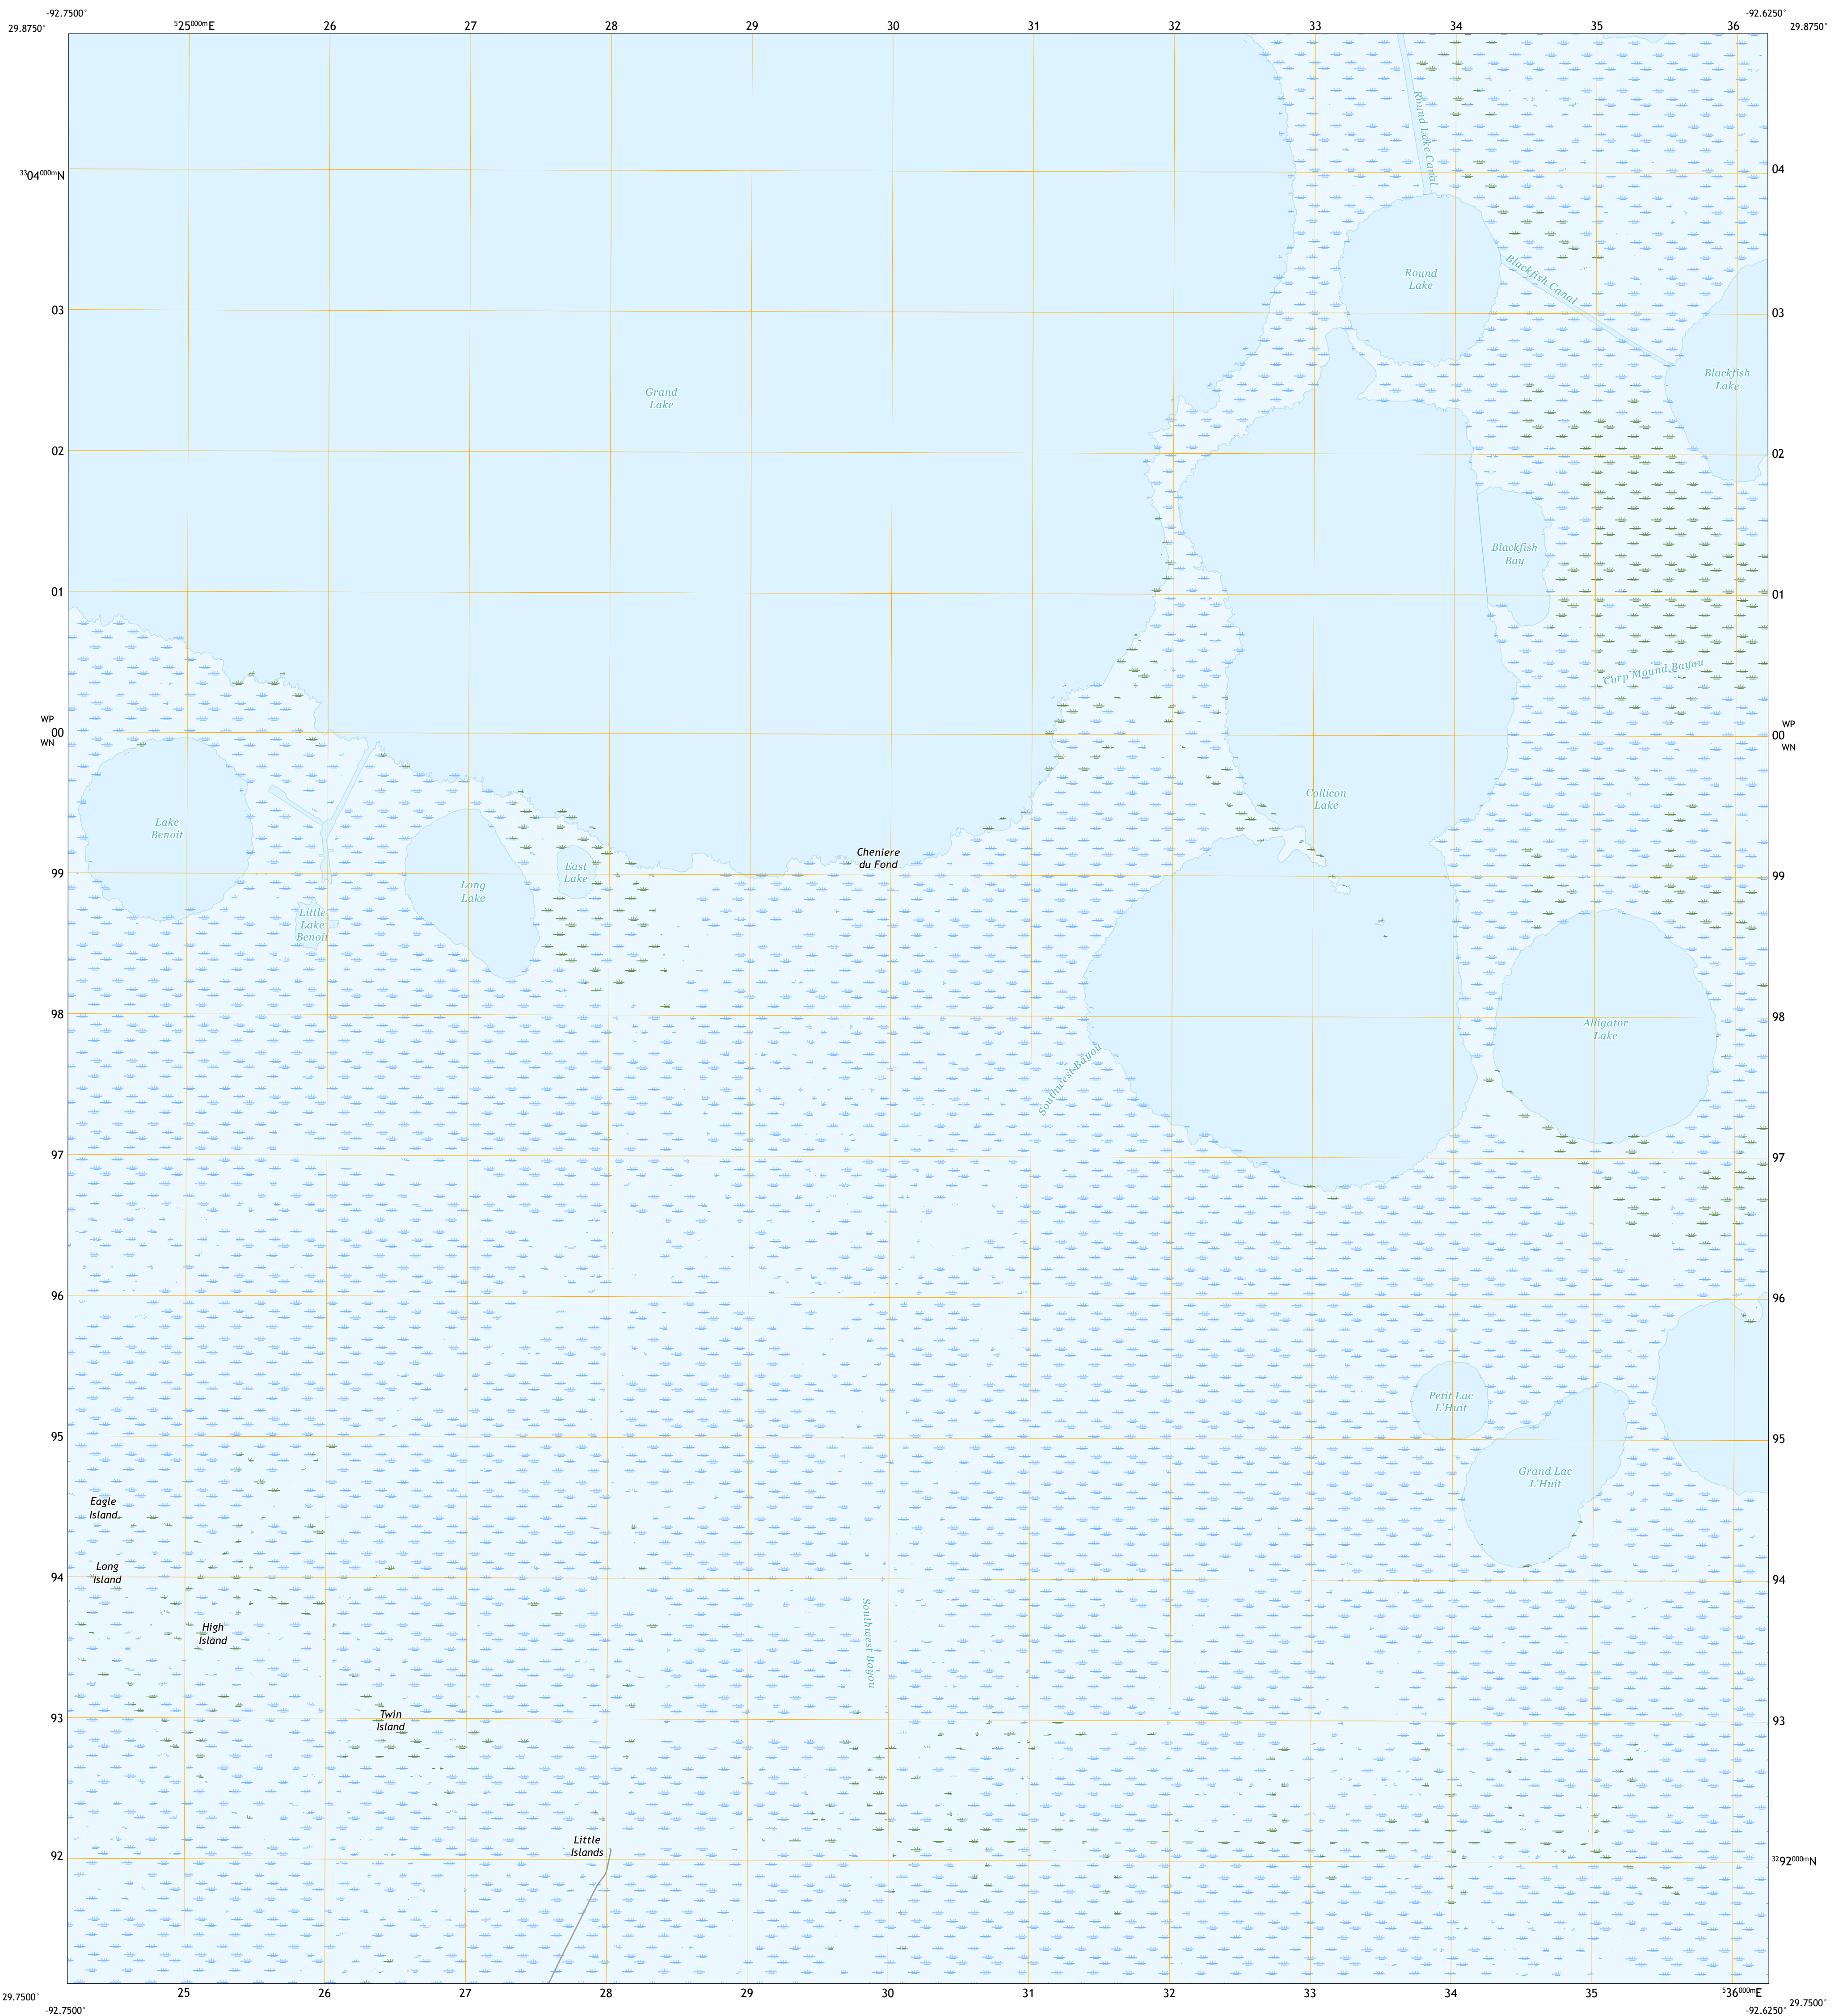 -92.7500°
-92.6250°
29.8750°
⁵25⁰⁰⁰ᵐE
26
27
28
29
30
31
32
33
34
35
36
29.8750°
Round Lake Canal
³³04⁰⁰⁰ᵐN
04
Blackfish Canal
Round
Lake
03
03
Blackfish
Lake
Grand
Lake
02
02
Blackfish
Bay
01
01
Corp Mound Bayou
WP
00
WN
WP
00
WN
Collicon
Lake
Lake
Benoit
Cheniere
du Fond
East
Lake
99
99
Long
Lake
Little
Lake
Benoit
98
98
Alligator
Lake
Southwest Bayou
97
97
96
96
Petit Lac
L'Huit
95
95
Grand Lac
L'Huit
Eagle
Island
Long
Island
94
94
High
Island
Southwest Bayou
Twin
Island
93
93
Little
Islands
92
³²92⁰⁰⁰ᵐN
29.7500°
25
26
27
28
29
30
31
32
33
34
35
⁵36⁰⁰⁰ᵐE
29.7500°
-92.7500°
-92.6250°